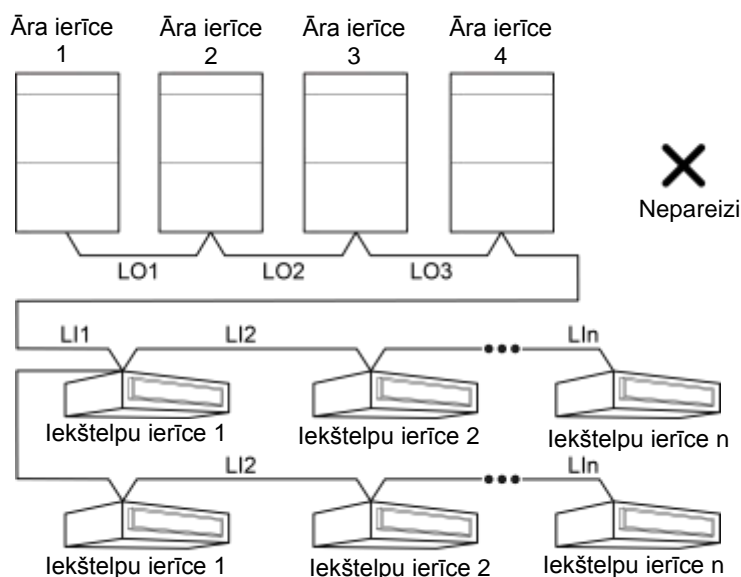 Āra ierīce Āra ierīce Āra ierīce Āra ierīce
1 2 3 4
Nepareizi
LO1 LO2 LO3
LI1 LI2 LIn
Iekštelpu ierīce 1 Iekštelpu ierīce 2 Iekštelpu ierīce n
LI2 LIn
Iekštelpu ierīce 1 Iekštelpu ierīce 2 Iekštelpu ierīce n